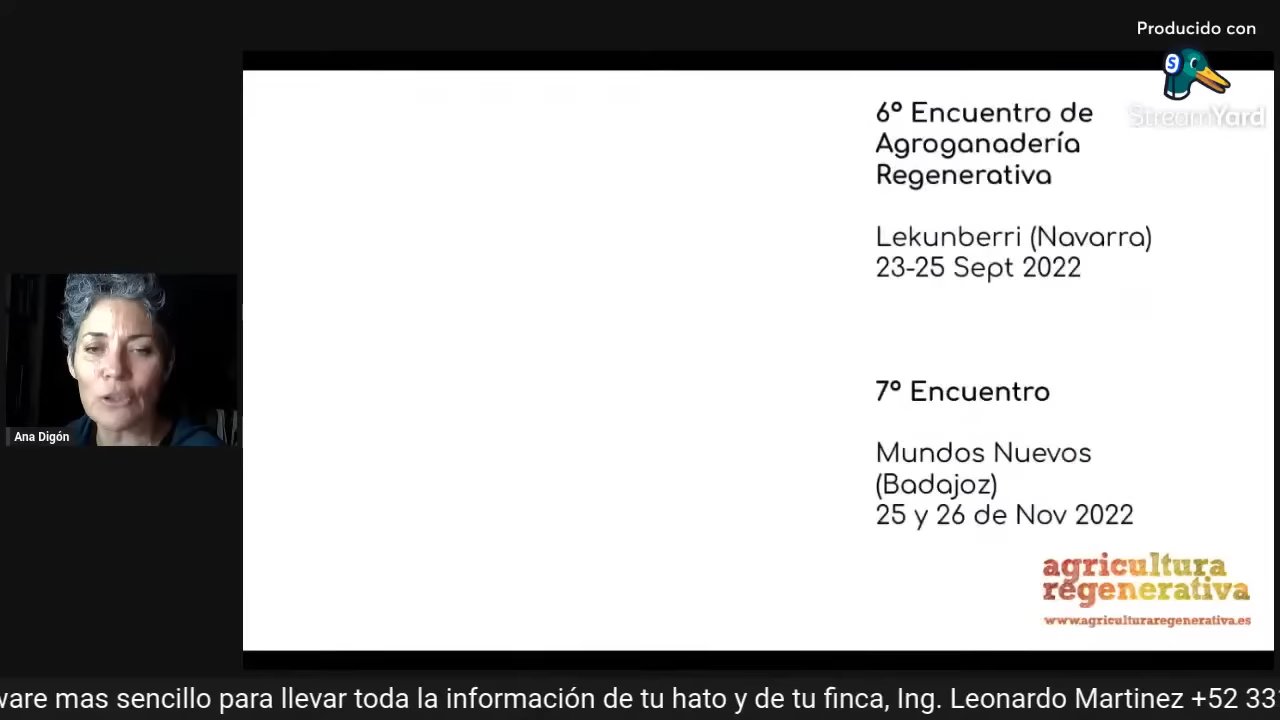 Producido con
StreamYard
6º Encuentro de
Agroganadería
Regenerativa
Lekunberri (Navarra)
23-25 Sept 2022
7º Encuentro
Mundos Nuevos
(Badajoz)
25 y 26 de Nov 2022
agricultura
regenerativa
www.agriculturaregenerativa.es
Ana Digón
ware mas sencillo para llevar toda la información de tu hato y de tu finca, Ing. Leonardo Martinez +52 33